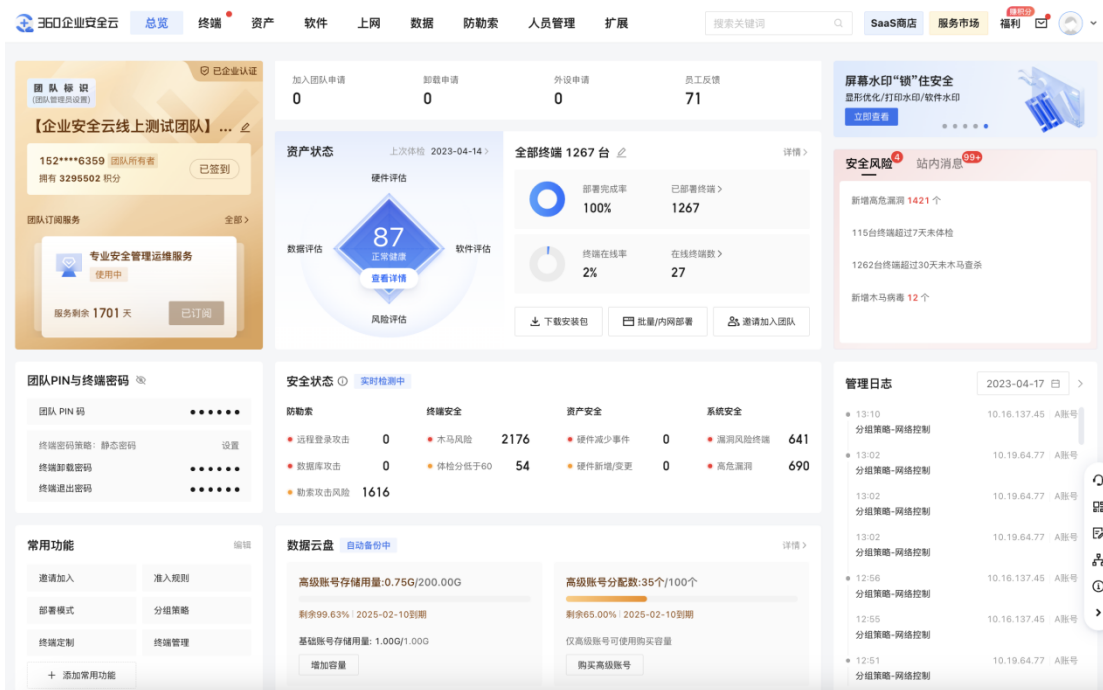 360企业安全云 总览 终端 资产 软件 上网 数据 防勒索 人员管理 扩展 搜索关键词 SaaS商店 服务市场 赚积分 福利
已企业认证
团队标识
(团队管理员设置)
【企业安全云线上测试团队】...
152****6359 团队所有者
拥有 3295502 积分
已签到
团队订阅服务 全部 >
专业安全管理运维服务
使用中
服务剩余 1701 天 已订阅
加入团队申请 卸载申请 外设申请 员工反馈
0 0 0 71
资产状态 上次体检 2023-04-14 >
硬件评估
数据评估 87 软件评估
正常健康
查看详情
风险评估
全部终端 1267 台 详情 >
部署完成率 已部署终端 >
100% 1267
终端在线率 在线终端数 >
2% 27
下载安装包 批量/内网部署 邀请加入团队
屏幕水印“锁”住安全
显形优化/打印水印/软件水印
立即查看
安全风险 4 站内消息 99+
新增高危漏洞 1421 个
115台终端超过7天未体检
1262台终端超过30天未木马查杀
新增木马病毒 12 个
团队PIN与终端密码
团队 PIN 码 ●●●●●●
终端密码策略：静态密码 设置
终端卸载密码 ●●●●●●
终端退出密码 ●●●●●●
安全状态 实时检测中
防勒索 终端安全 资产安全 系统安全
远程登录攻击 0 木马风险 2176 硬件减少事件 0 漏洞风险终端 641
数据库攻击 0 体检分低于60 54 硬件新增/变更 0 高危漏洞 690
勒索攻击风险 1616
管理日志 2023-04-17 >
13:10 10.16.137.45 A账号
分组策略-网络控制
13:02 10.19.64.77 A账号
分组策略-网络控制
13:02 10.19.64.77 A账号
分组策略-网络控制
13:02 10.19.64.77 A账号
分组策略-网络控制
12:56 10.16.137.45 A账号
分组策略-网络控制
12:55 10.16.137.45 A账号
分组策略-网络控制
12:51 10.19.64.77 A账号
分组策略-网络控制
常用功能 编辑
邀请加入 准入规则
部署模式 分组策略
终端定制 终端管理
+ 添加常用功能
数据云盘 自动备份中 详情 >
高级账号存储用量:0.75G/200.00G
剩余99.63% | 2025-02-10到期
基础账号存储用量: 1.00G/1.00G
增加容量
高级账号分配数:35个/100个
剩余65.00% | 2025-02-10到期
仅高级账号可使用购买容量
购买高级账号